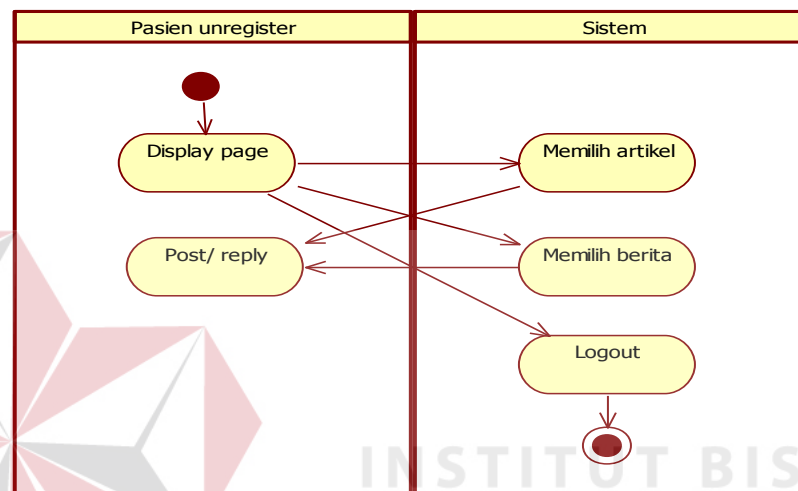 Pasien unregister
Sistem
Display page
Memilih artikel
Post/ reply
Memilih berita
Logout
INSTITUT BIS